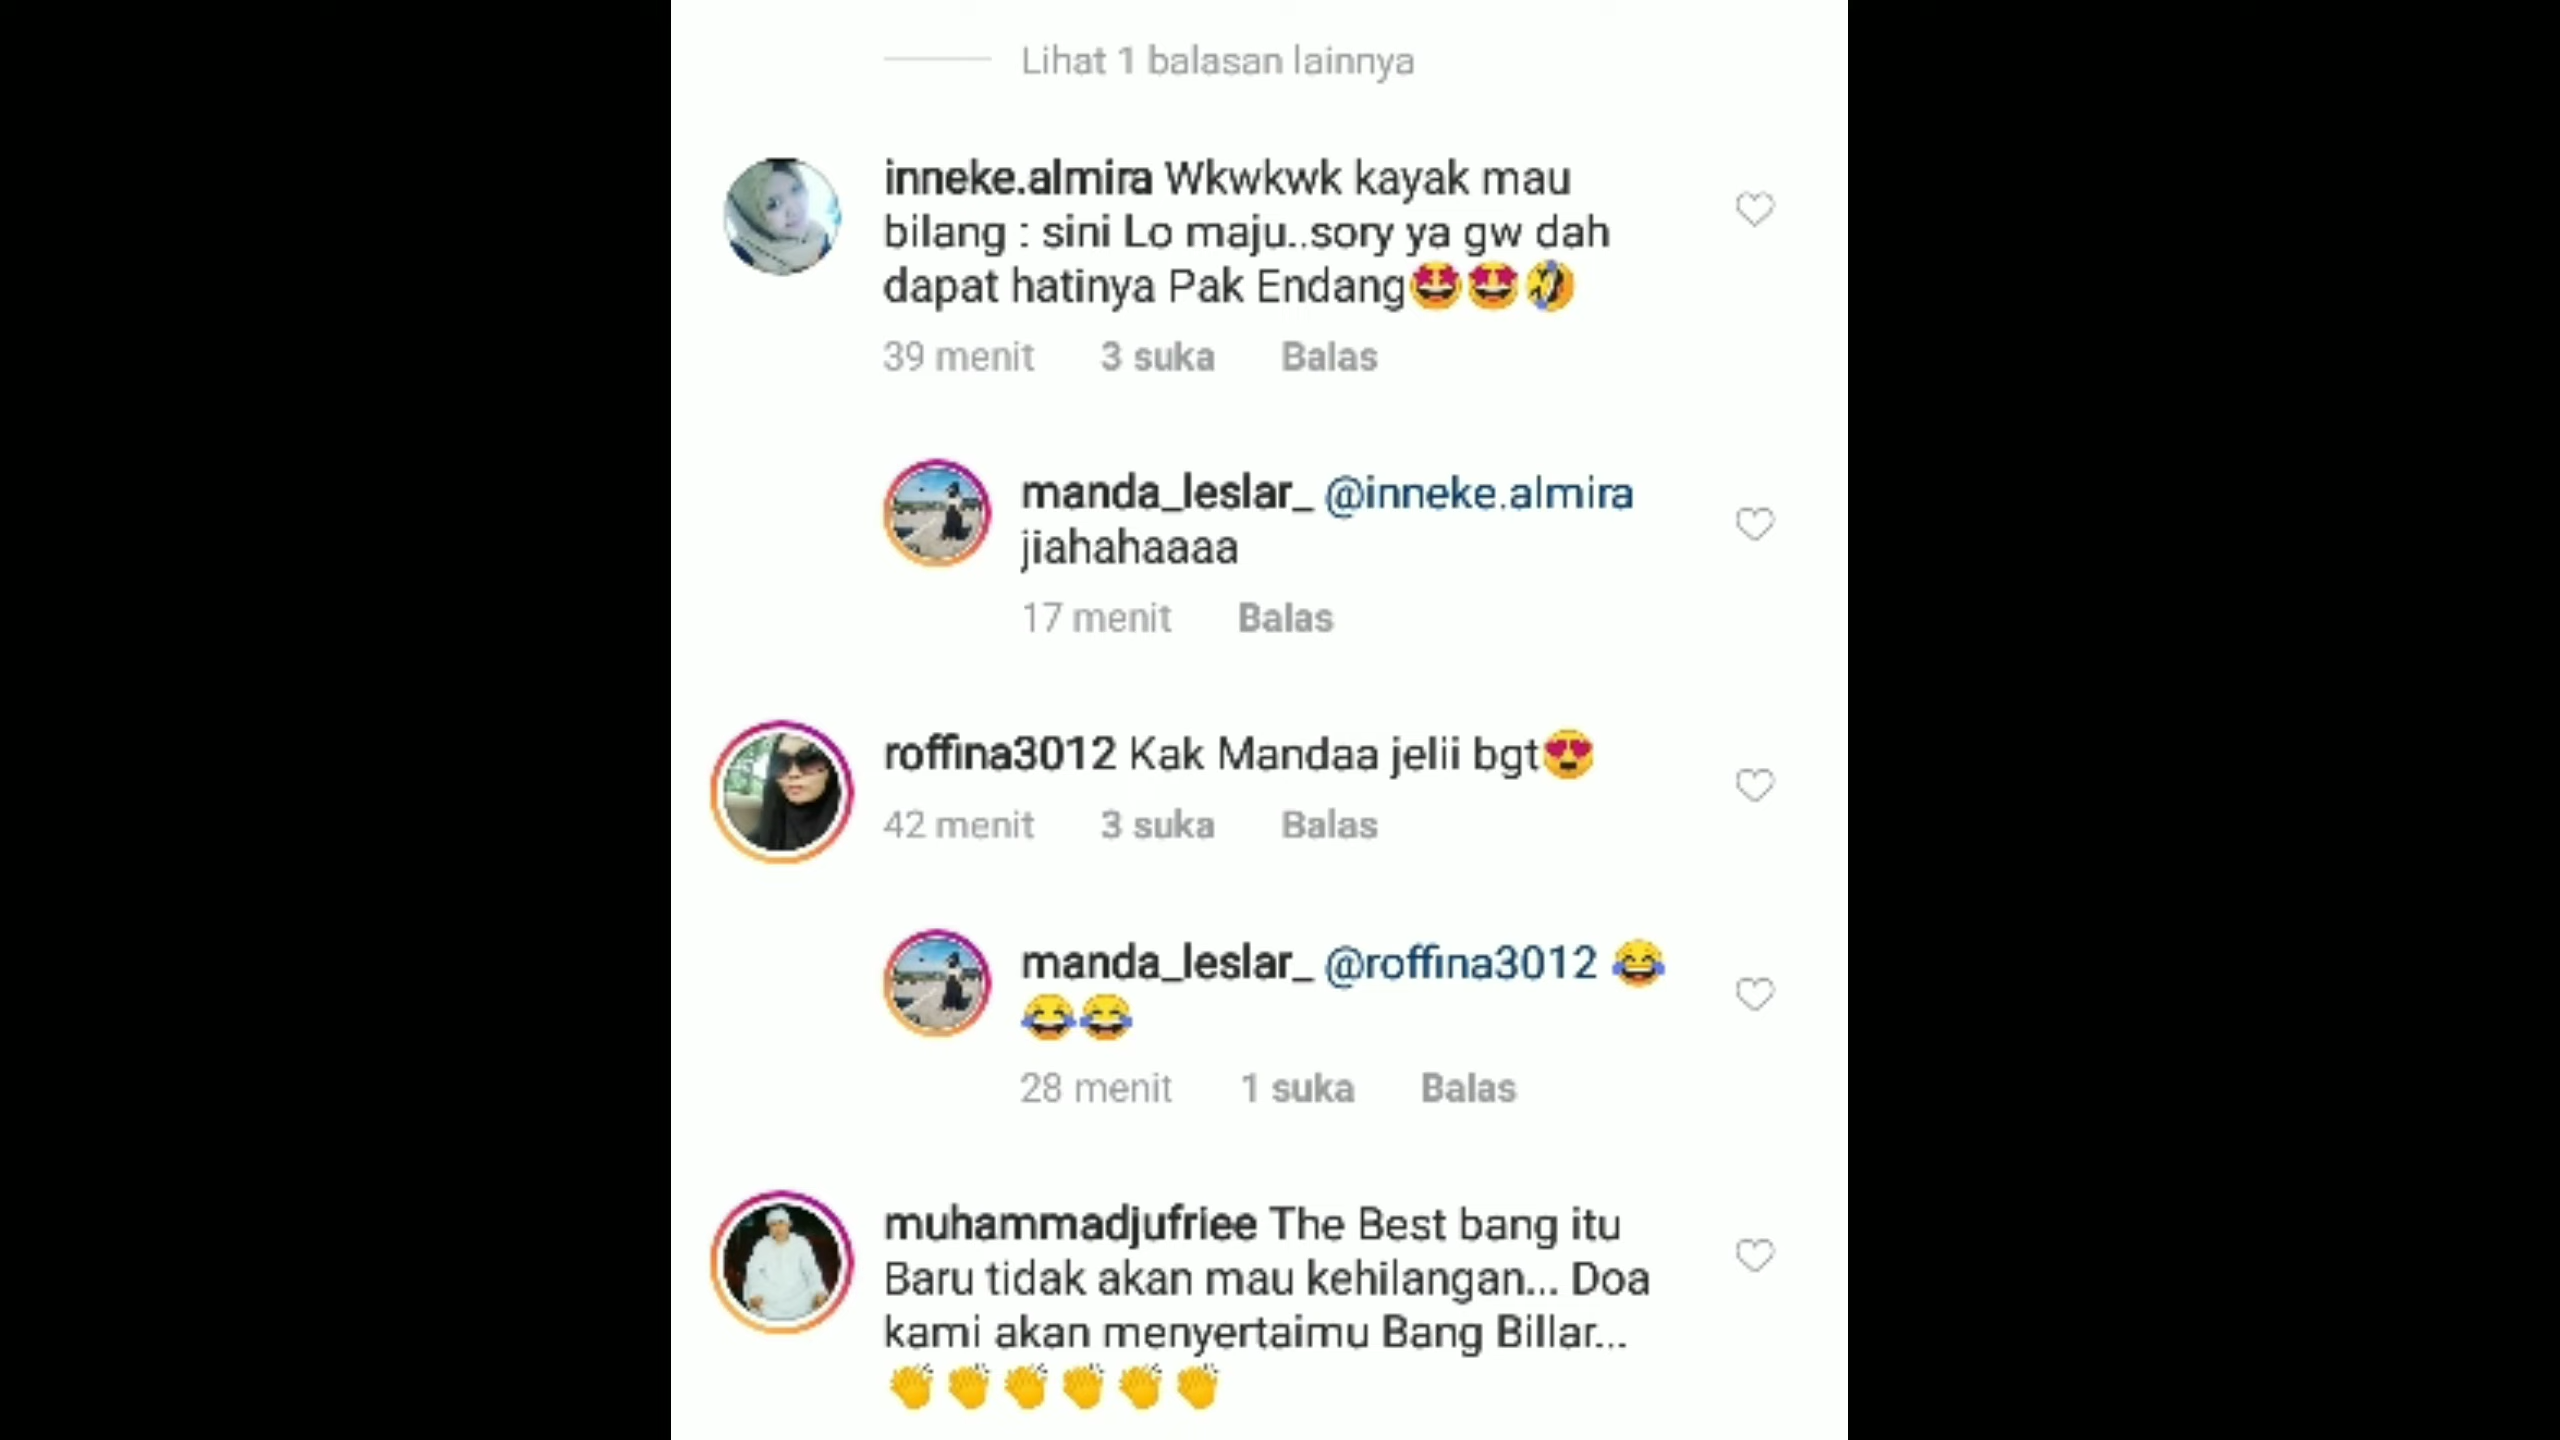 Lihat 1 balasan lainnya
inneke.almira Wkwkwk kayak mau
bilang : sini Lo maju..sory ya gw dah
dapat hatinya Pak Endang🤩🤩🤣
39 menit 3 suka Balas
manda_leslar_ @inneke.almira
jiahahaaaa
17 menit Balas
roffina3012 Kak Mandaa jelii bgt😍
42 menit 3 suka Balas
manda_leslar_ @roffina3012 😂
😂😂
28 menit 1 suka Balas
muhammadjufriee The Best bang itu
Baru tidak akan mau kehilangan... Doa
kami akan menyertaimu Bang Billar...
👏👏👏👏👏👏